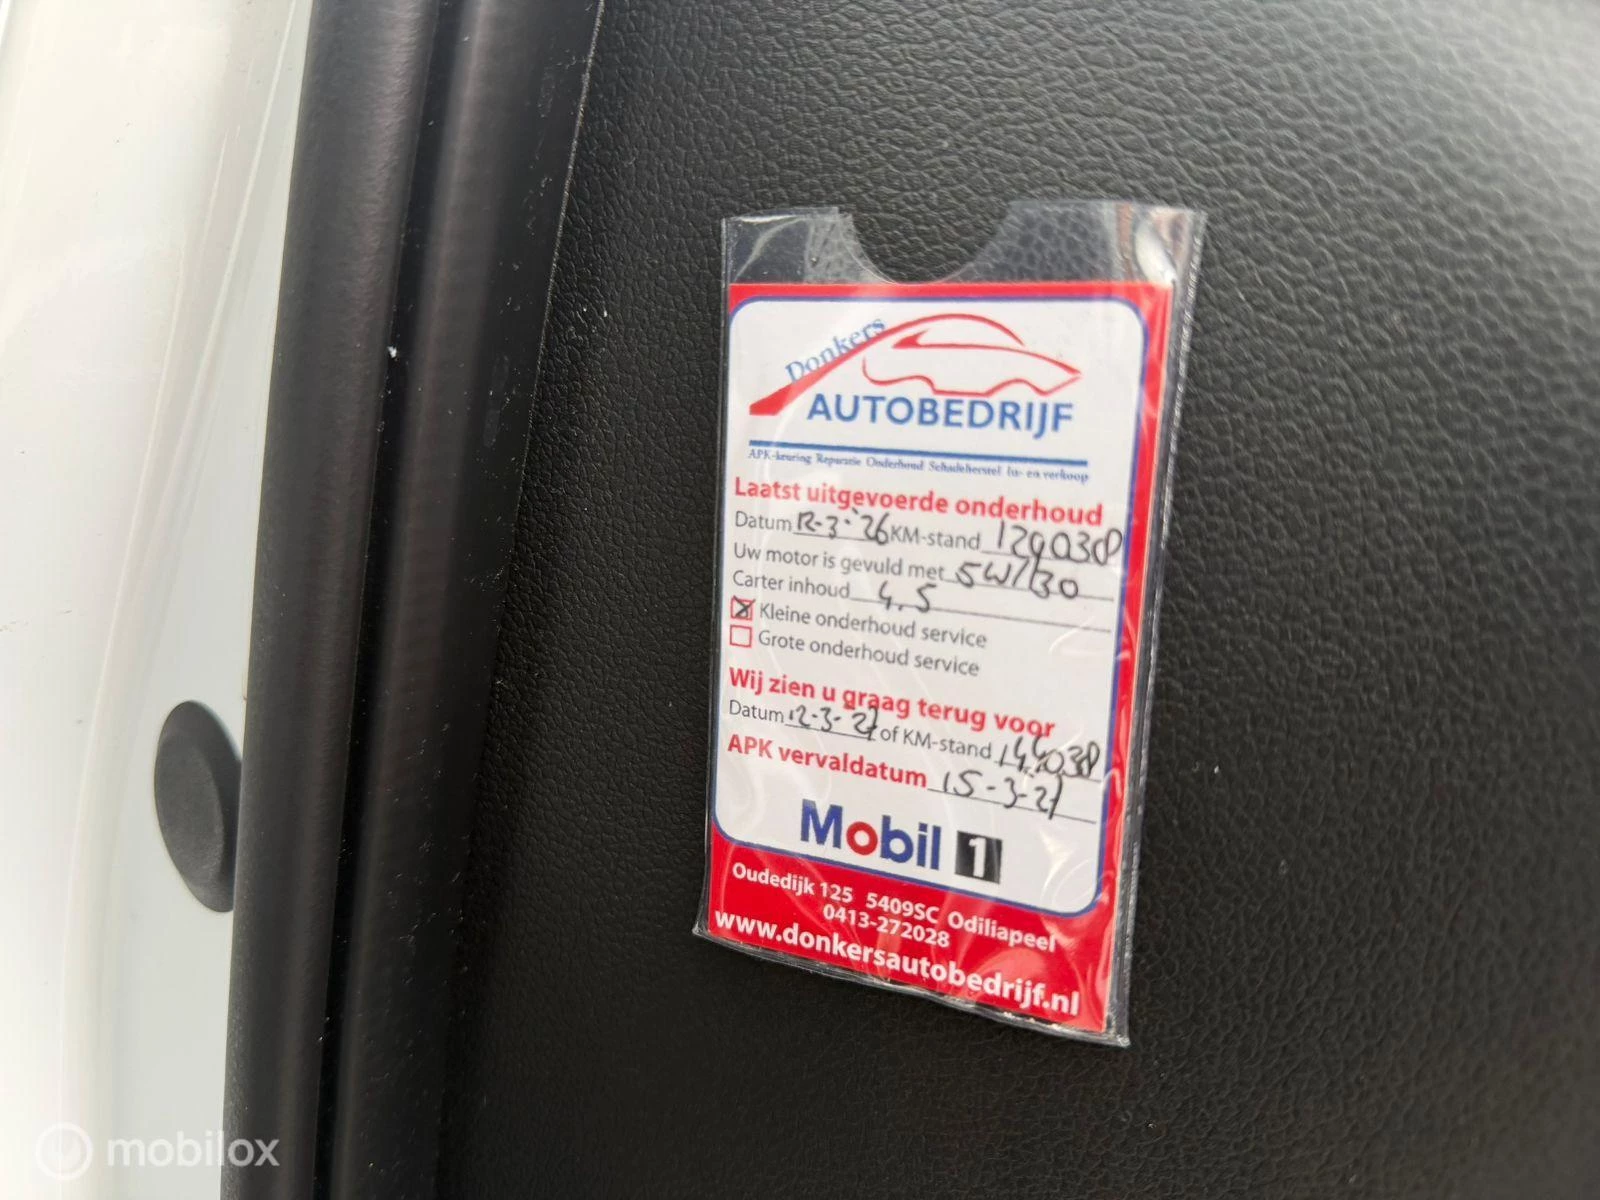 Donkers
AUTOBEDRIJF
APK-keuring Reparatie Onderhoud Schadeherstel In- en verkoop
Laatst uitgevoerde onderhoud
Datum 12-3-'26 KM-stand 129038
Uw motor is gevuld met 5W/30
Carter inhoud 4.5
Kleine onderhoud service
Grote onderhoud service
Wij zien u graag terug voor
Datum 12-3-27 of KM-stand 144038
APK vervaldatum 15-3-27
Mobil 1
Oudedijk 125 5409SC Odiliapeel
0413-272028
www.donkersautobedrijf.nl
mobilox